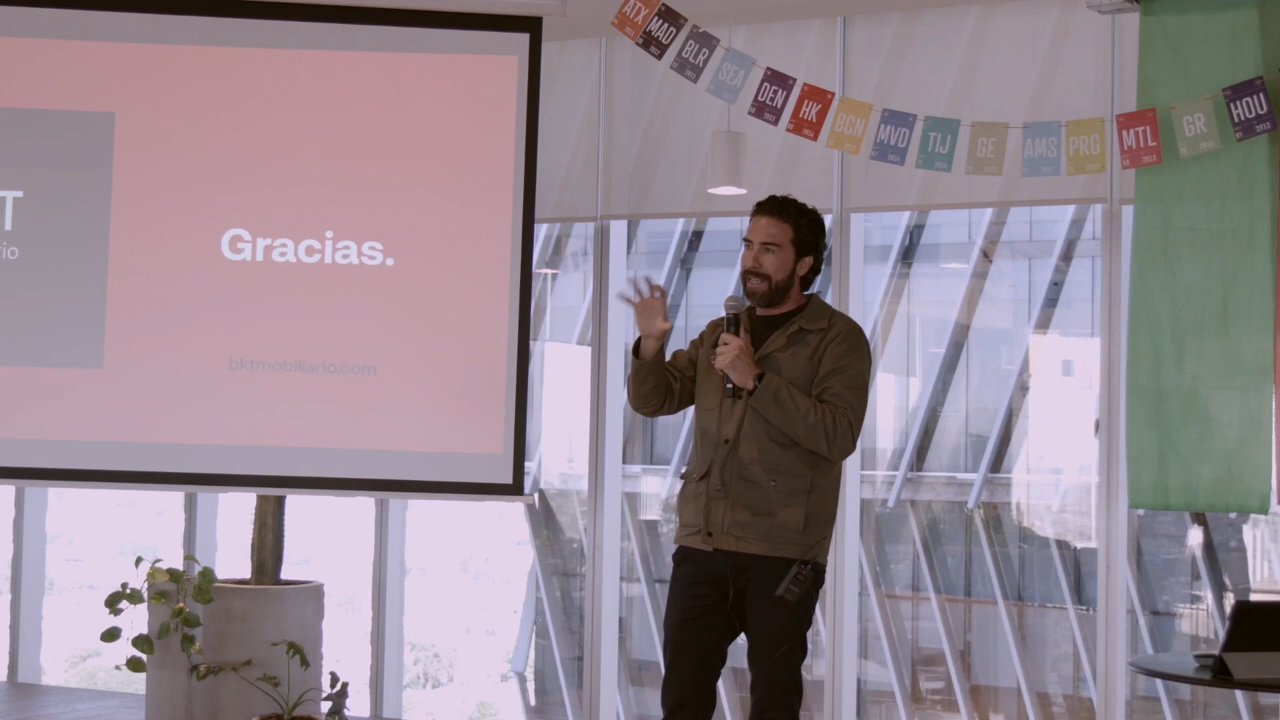 T
rio
Gracias.
bktmobiliario.com
ATX
MAD
BLR
SEA
DEN
HK
BCN
MVD
TIJ
GE
AMS
PRG
MTL
GR
HOU